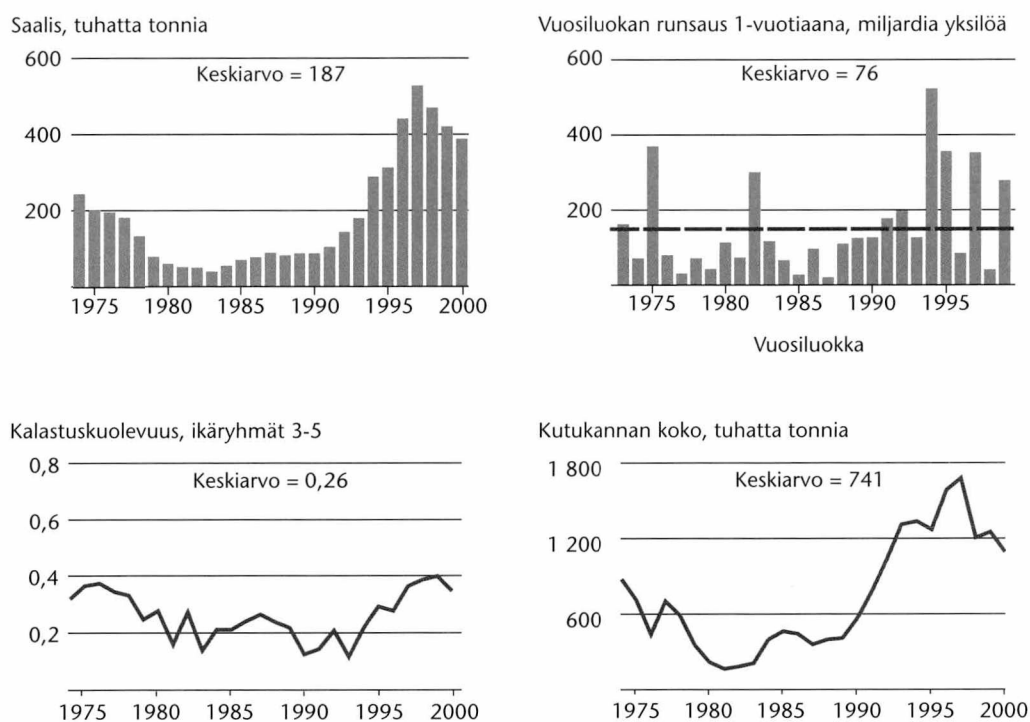 Saalis, tuhatta tonnia
600
Keskiarvo = 187
400
200
1975 1980 1985 1990 1995 2000
Vuosiluokan runsaus 1-vuotiaana, miljardia yksilöä
600
Keskiarvo = 76
400
200
1975 1980 1985 1990 1995
Vuosiluokka
Kalastuskuolevuus, ikäryhmät 3-5
0,8
Keskiarvo = 0,26
0,6
0,4
0,2
1975 1980 1985 1990 1995 2000
Kutukannan koko, tuhatta tonnia
1 800
Keskiarvo = 741
1 200
600
1975 1980 1985 1990 1995 2000